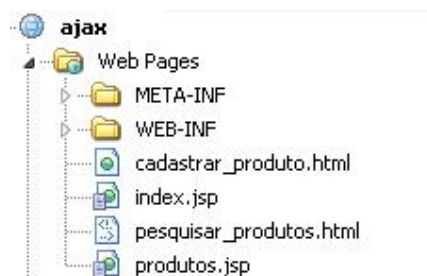 ajax
Web Pages
META-INF
WEB-INF
cadastrar_produto.html
index.jsp
pesquisar_produtos.html
produtos.jsp